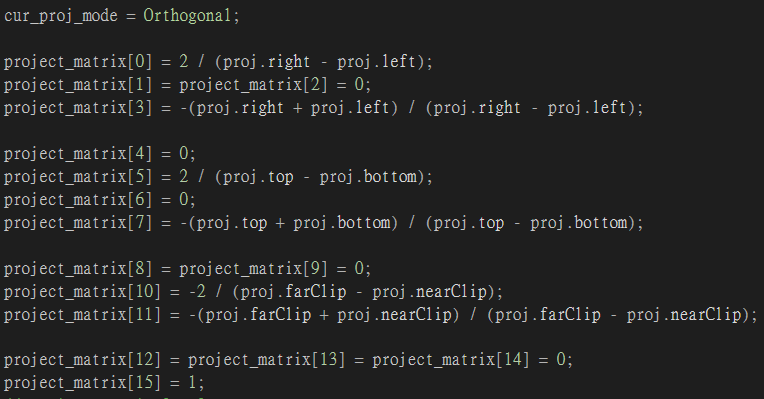 cur_proj_mode = Orthogonal;
project_matrix[0] = 2 / (proj.right - proj.left);
project_matrix[1] = project_matrix[2] = 0;
project_matrix[3] = -(proj.right + proj.left) / (proj.right - proj.left);
project_matrix[4] = 0;
project_matrix[5] = 2 / (proj.top - proj.bottom);
project_matrix[6] = 0;
project_matrix[7] = -(proj.top + proj.bottom) / (proj.top - proj.bottom);
project_matrix[8] = project_matrix[9] = 0;
project_matrix[10] = -2 / (proj.farClip - proj.nearClip);
project_matrix[11] = -(proj.farClip + proj.nearClip) / (proj.farClip - proj.nearClip);
project_matrix[12] = project_matrix[13] = project_matrix[14] = 0;
project_matrix[15] = 1;